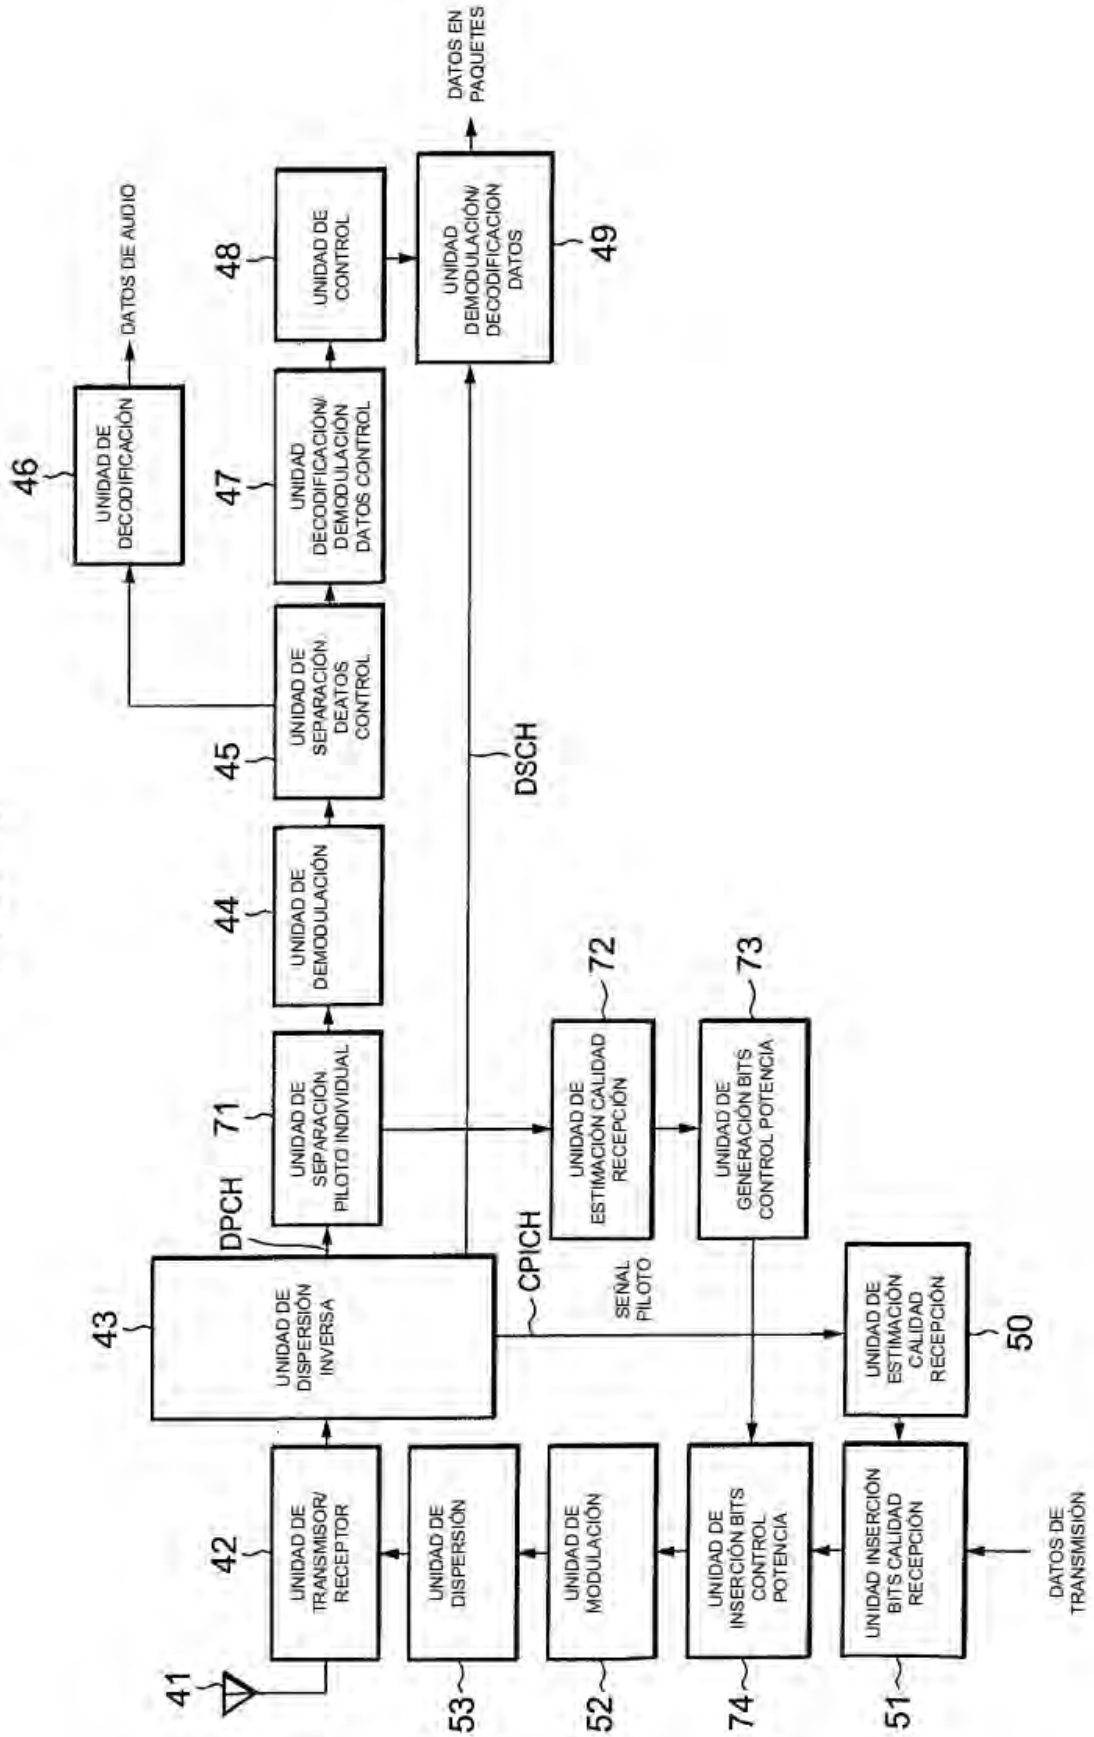 46
UNIDAD DE
DECODIFICACIÓN
DATOS DE AUDIO
41
42
UNIDAD DE
TRANSMISOR/
RECEPTOR
43
UNIDAD DE
DISPERSIÓN
INVERSA
DPCH
71
UNIDAD DE
SEPARACIÓN.
PILOTO INDIVIDUAL
44
UNIDAD DE
DEMODULACIÓN
45
UNIDAD DE
SEPARACIÓN.
DEATOS
CONTROL
47
UNIDAD
DECODIFICACIÓN/
DEMODULACIÓN
DATOS CONTROL
48
UNIDAD DE
CONTROL
53
UNIDAD DE
DISPERSIÓN
DSCH
UNIDAD
DEMODULACIÓN/
DECODIFICACION
DATOS
49
DATOS EN
PAQUETES
52
UNIDAD DE
MODULACIÓN
CPICH
SEÑAL
PILOTO
UNIDAD DE
ESTIMACIÓN CALIDAD
RECEPCIÓN
72
74
UNIDAD DE
INSERCIÓN BITS
CONTROL
POTENCIA
UNIDAD DE
GENERACIÓN BITS
CONTROL POTENCIA
73
51
UNIDAD INSERCIÓN
BITS CALIDAD
RECEPCIÓN
UNIDAD DE
ESTIMACIÓN
CALIDAD
RECEPCIÓN.
50
DATOS DE
TRANSMISIÓN